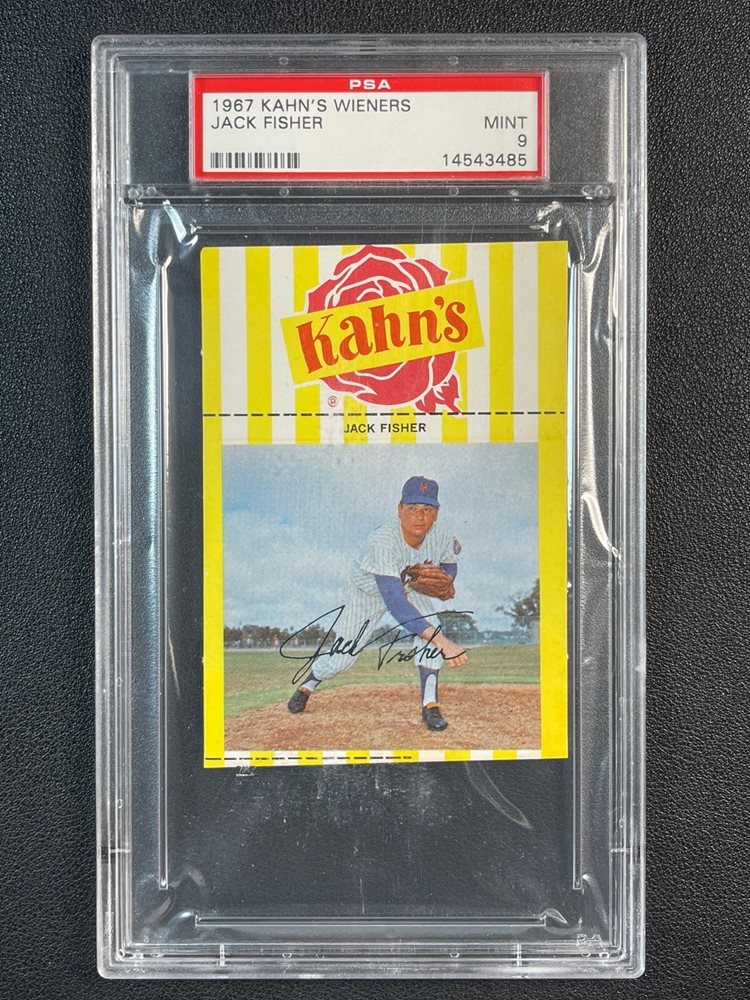 PSA
1967 KAHN'S WIENERS
JACK FISHER MINT
9
14543485
Kahn's
®
JACK FISHER
Jack Fisher